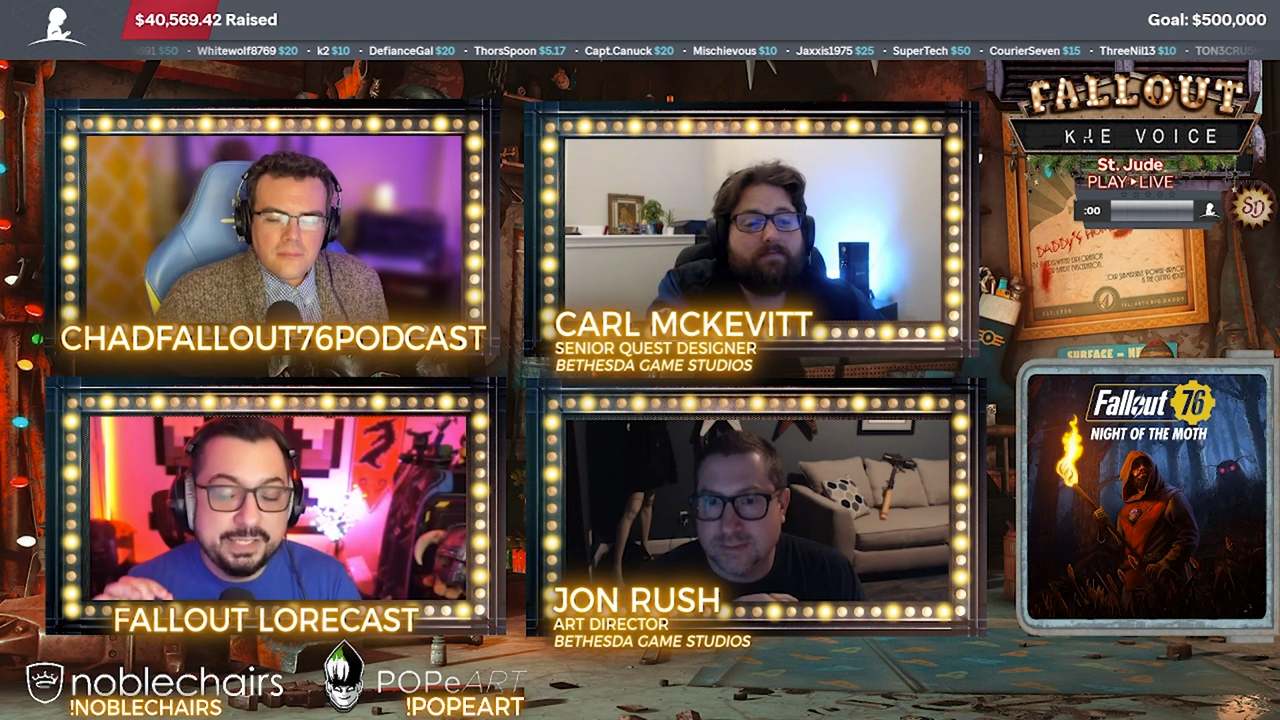 $40,569.42 Raised
Goal: $500,000
$50 · Whitewolf8769 $20 · k2 $10 · DefianceGal $20 · ThorsSpoon $5.17 · Capt.Canuck $20 · Mischievous $10 · Jaxxis1975 $25 · SuperTech $50 · CourierSeven $15 · ThreeNil13 $10 ·
FALLOUT
VOICE
St. Jude
PLAY LIVE
:00
DADDY'S
CHADFALLOUT76PODCAST
CARL MCKEVITT
SENIOR QUEST DESIGNER
BETHESDA GAME STUDIOS
Fallout 76
NIGHT OF THE MOTH
FALLOUT LORECAST
JON RUSH
ART DIRECTOR
BETHESDA GAME STUDIOS
noblechairs
!NOBLECHAIRS
POPeART
!POPEART